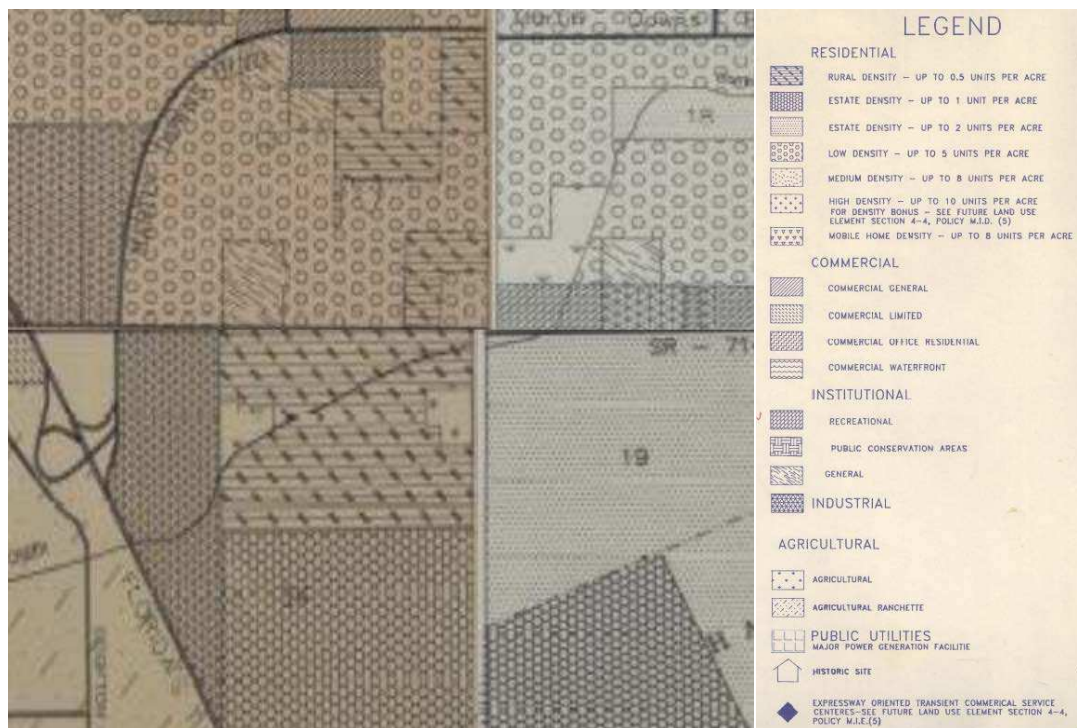 Martin Downs
18
SR - 714
19
FLORIDA'S
LEGEND
RESIDENTIAL
RURAL DENSITY - UP TO 0.5 UNITS PER ACRE
ESTATE DENSITY - UP TO 1 UNIT PER ACRE
ESTATE DENSITY - UP TO 2 UNITS PER ACRE
LOW DENSITY - UP TO 5 UNITS PER ACRE
MEDIUM DENSITY - UP TO 8 UNITS PER ACRE
HIGH DENSITY - UP TO 10 UNITS PER ACRE
FOR DENSITY BONUS - SEE FUTURE LAND USE
ELEMENT SECTION 4-4, POLICY M.I.D. (5)
MOBILE HOME DENSITY - UP TO 8 UNITS PER ACRE
COMMERCIAL
COMMERCIAL GENERAL
COMMERCIAL LIMITED
COMMERCIAL OFFICE RESIDENTIAL
COMMERCIAL WATERFRONT
INSTITUTIONAL
RECREATIONAL
PUBLIC CONSERVATION AREAS
GENERAL
INDUSTRIAL
AGRICULTURAL
AGRICULTURAL
AGRICULTURAL RANCHETTE
PUBLIC UTILITIES
MAJOR POWER GENERATION FACILITIE
HISTORIC SITE
EXPRESSWAY ORIENTED TRANSIENT COMMERICAL SERVICE
CENTERES-SEE FUTURE LAND USE ELEMENT SECTION 4-4,
POLICY M.I.E.(5)